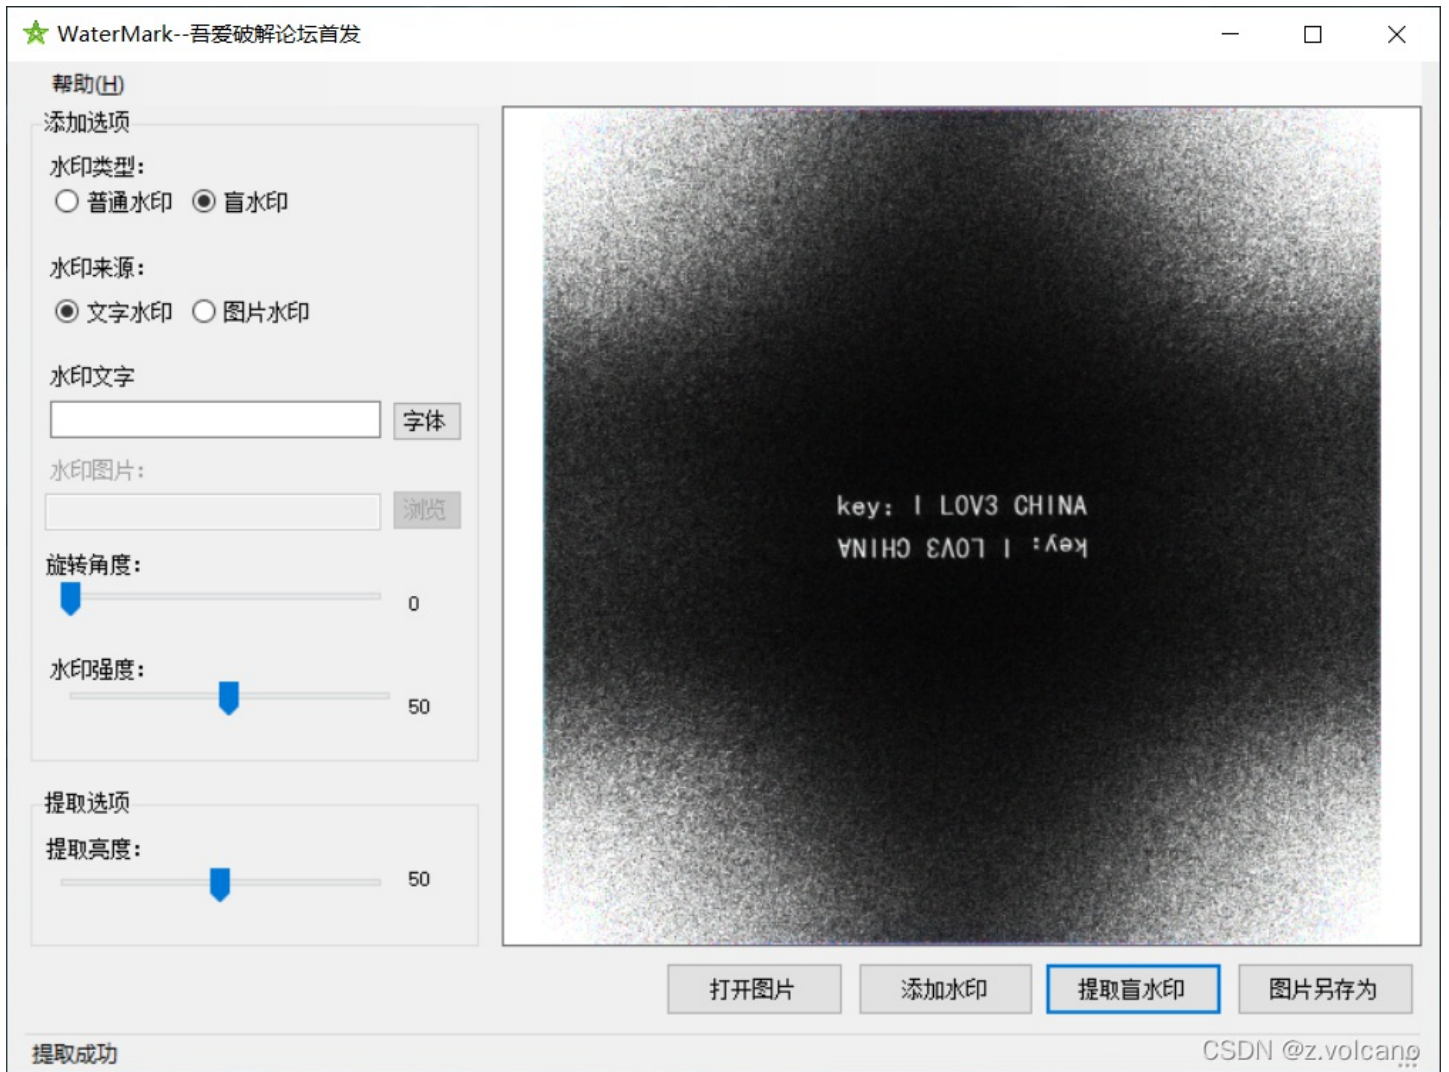 WaterMark--吾爱破解论坛首发
帮助(H)
添加选项
水印类型:
普通水印 盲水印
水印来源:
文字水印 图片水印
水印文字
字体
水印图片:
浏览
旋转角度:
0
水印强度:
50
提取选项
提取亮度:
50
key: I LOV3 CHINA
key: I LOV3 CHINA
打开图片 添加水印 提取盲水印 图片另存为
提取成功
CSDN @z.volcano